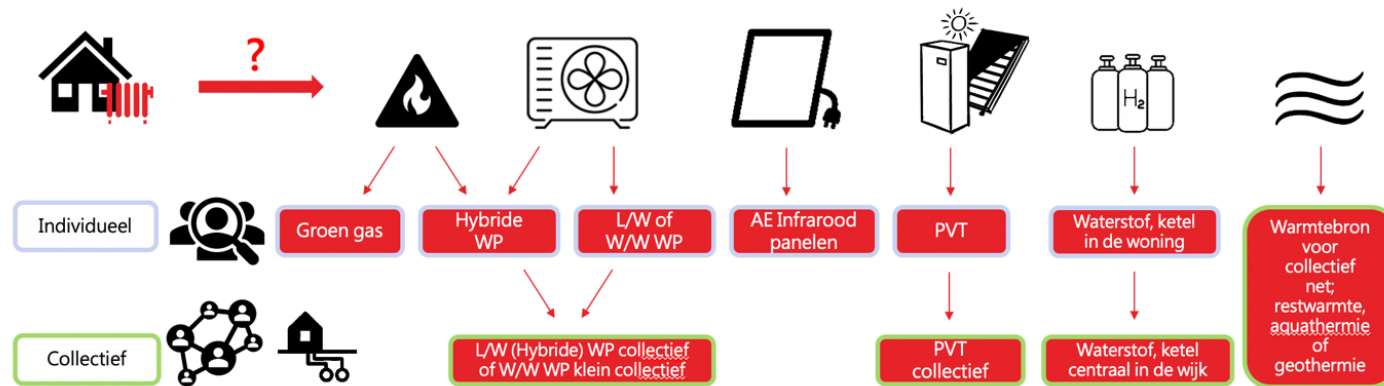 ?
H2
Individueel
Groen gas
Hybride
WP
L/W of
W/W WP
AE Infrarood
panelen
PVT
Waterstof, ketel
in de woning
Warmtebron
voor
collectief
net;
restwarmte,
aquathermie
of
geothermie
Collectief
L/W (Hybride) WP collectief
of W/W WP klein collectief
PVT
collectief
Waterstof, ketel
centraal in de wijk